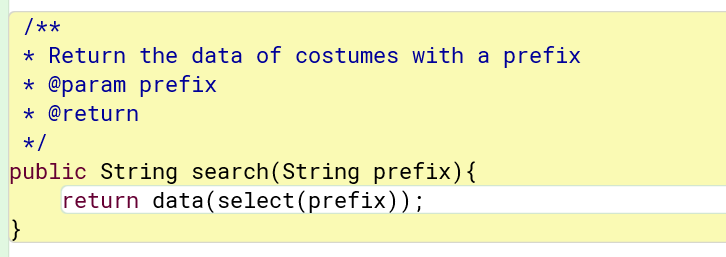 /**
* Return the data of costumes with a prefix
* @param prefix
* @return
*/
public String search(String prefix){
return data(select(prefix));
}